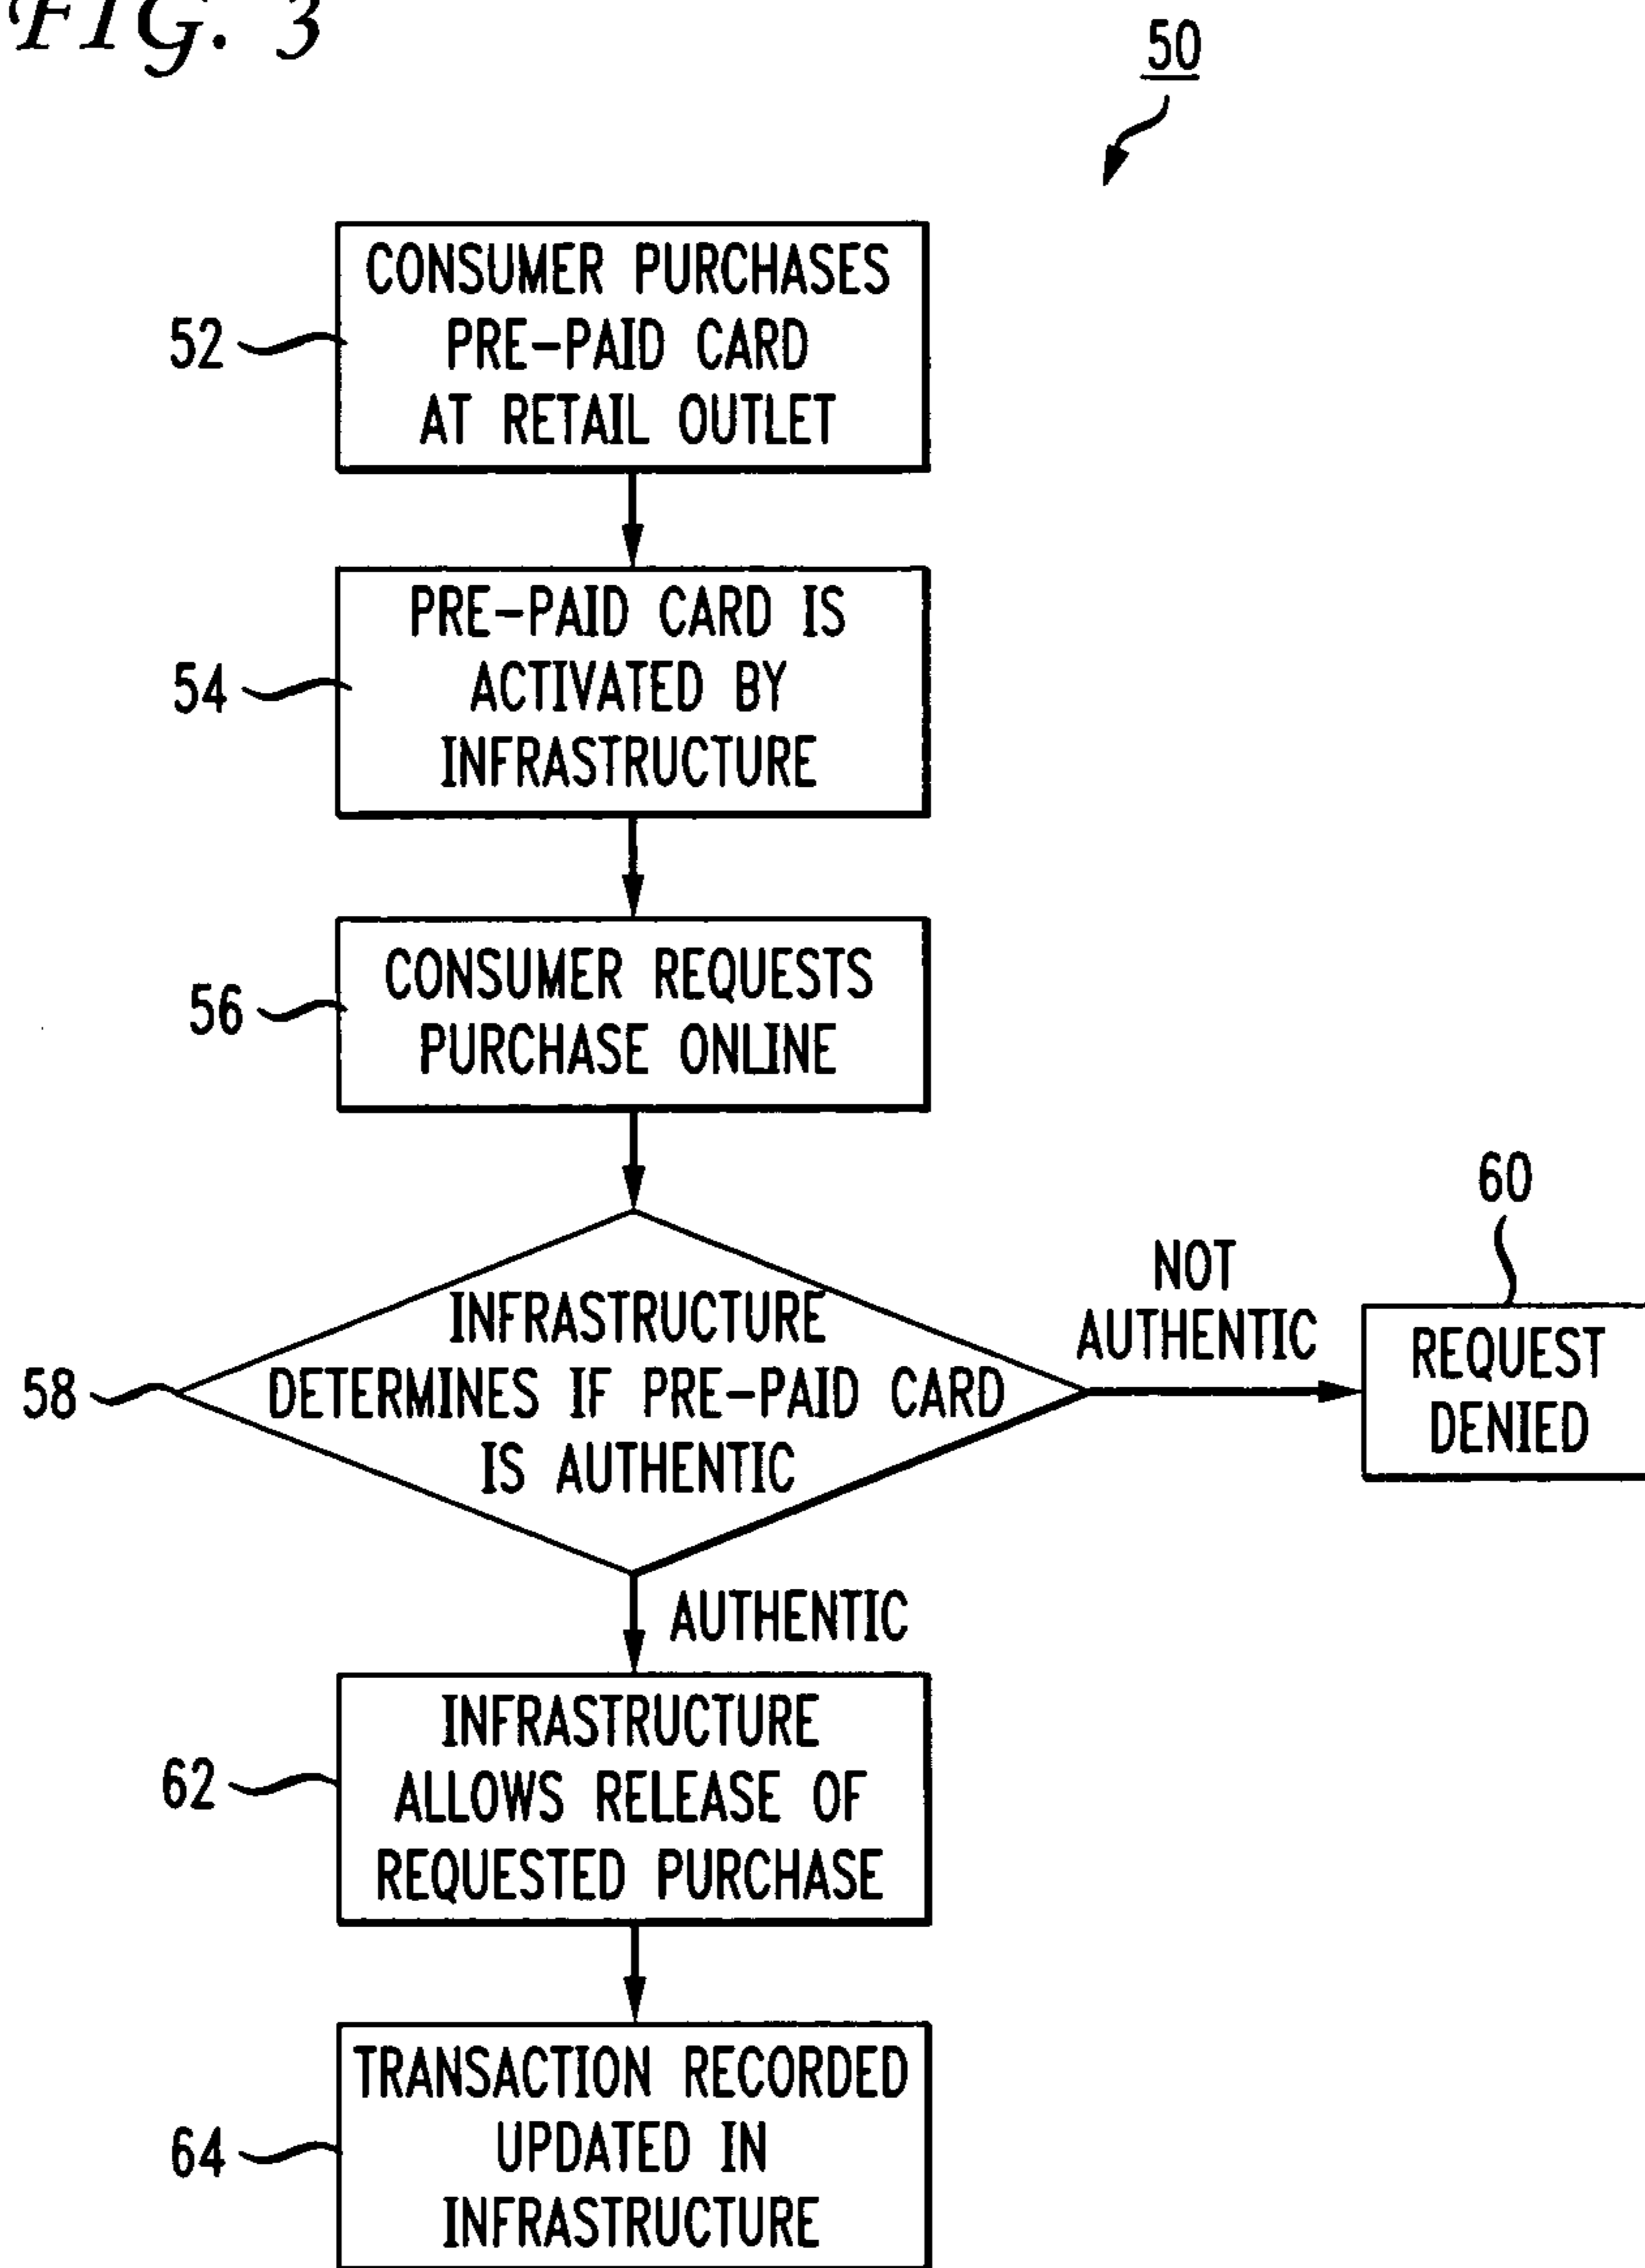 FIG. 3
50
CONSUMER PURCHASES
PRE-PAID CARD
AT RETAIL OUTLET
52
PRE-PAID CARD IS
ACTIVATED BY
INFRASTRUCTURE
54
CONSUMER REQUESTS
PURCHASE ONLINE
56
INFRASTRUCTURE
DETERMINES IF PRE-PAID CARD
IS AUTHENTIC
58
NOT
AUTHENTIC
60
REQUEST
DENIED
AUTHENTIC
INFRASTRUCTURE
ALLOWS RELEASE OF
REQUESTED PURCHASE
62
TRANSACTION RECORDED
UPDATED IN
INFRASTRUCTURE
64